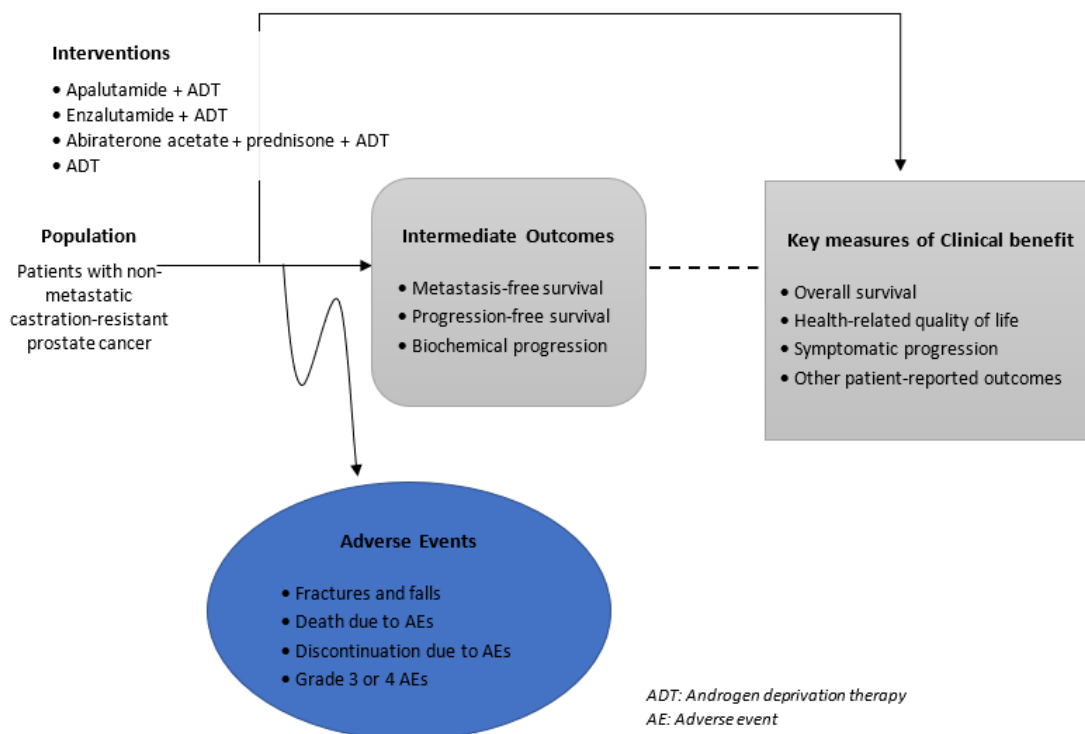 Interventions
• Apalutamide + ADT
• Enzalutamide + ADT
• Abiraterone acetate + prednisone + ADT
• ADT
Population
Patients with non-
metastatic
castration-resistant
prostate cancer
Intermediate Outcomes
• Metastasis-free survival
• Progression-free survival
• Biochemical progression
Key measures of Clinical benefit
• Overall survival
• Health-related quality of life
• Symptomatic progression
• Other patient-reported outcomes
Adverse Events
• Fractures and falls
• Death due to AEs
• Discontinuation due to AEs
• Grade 3 or 4 AEs
ADT: Androgen deprivation therapy
AE: Adverse event